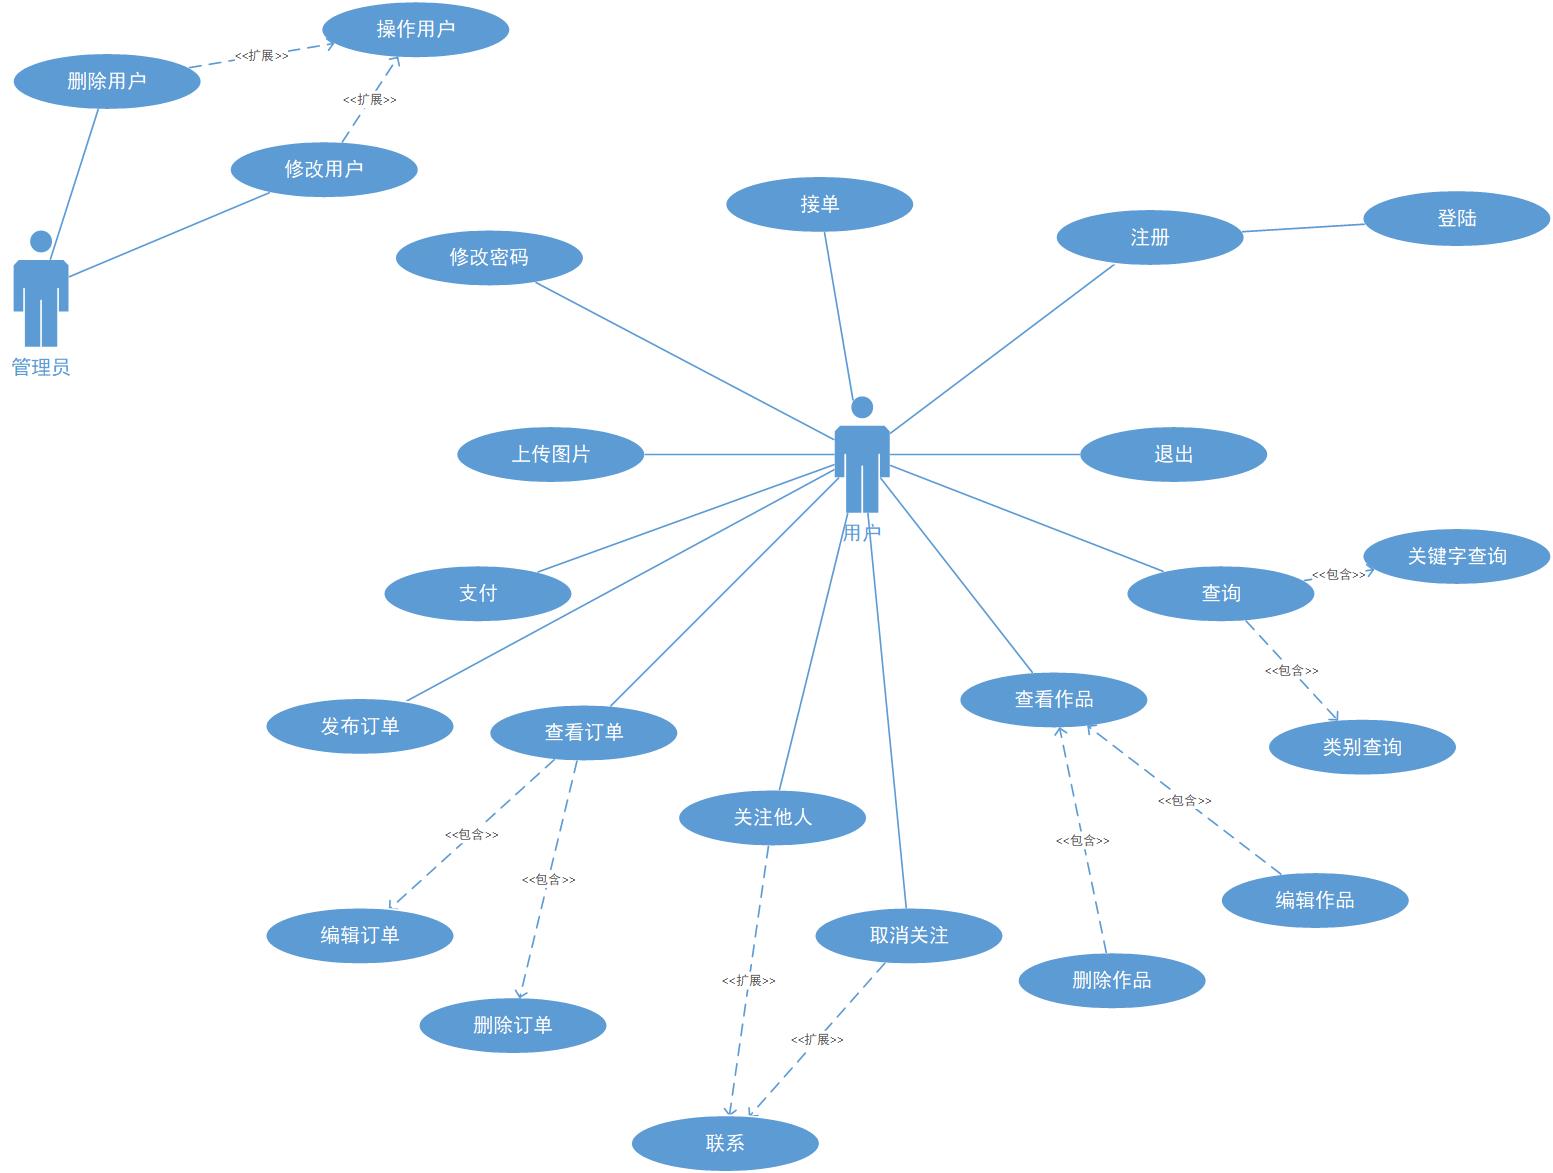 操作用户
<<扩展>>
删除用户
<<扩展>>
修改用户
接单
登陆
注册
修改密码
管理员
上传图片
退出
用户
关键字查询
<<包含>>
支付
查询
<<包含>>
查看作品
发布订单
查看订单
类别查询
<<包含>>
关注他人
<<包含>>
<<包含>>
<<包含>>
编辑作品
编辑订单
取消关注
<<扩展>>
删除作品
删除订单
<<扩展>>
联系